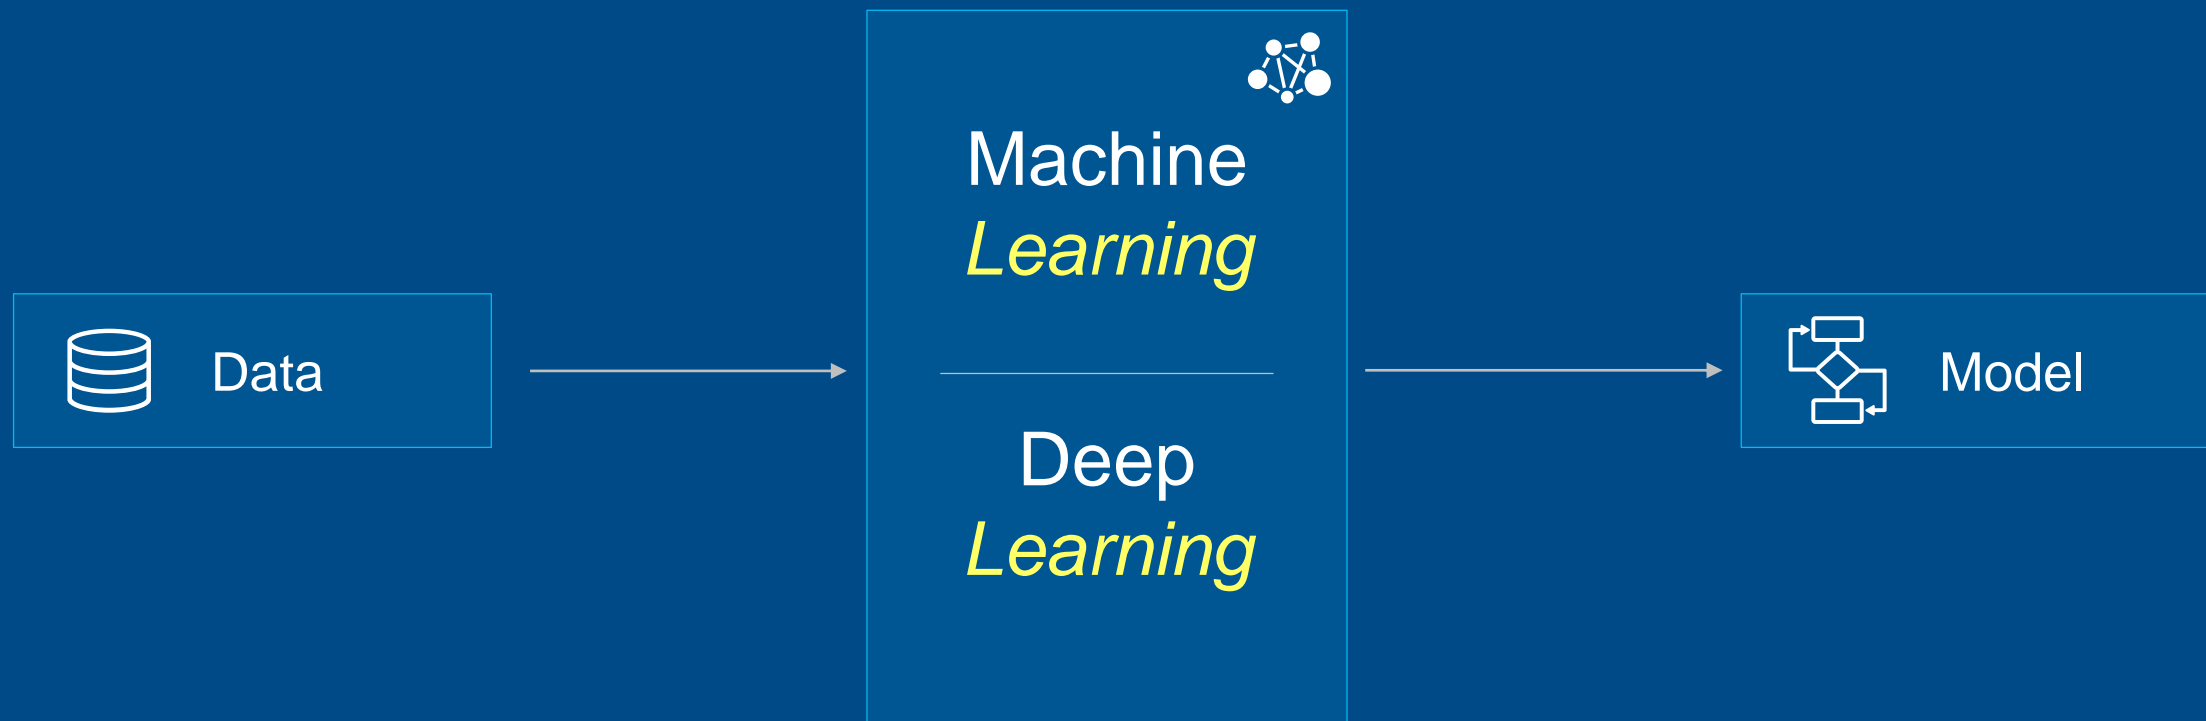 Data
Machine
Learning
Deep
Learning
Model